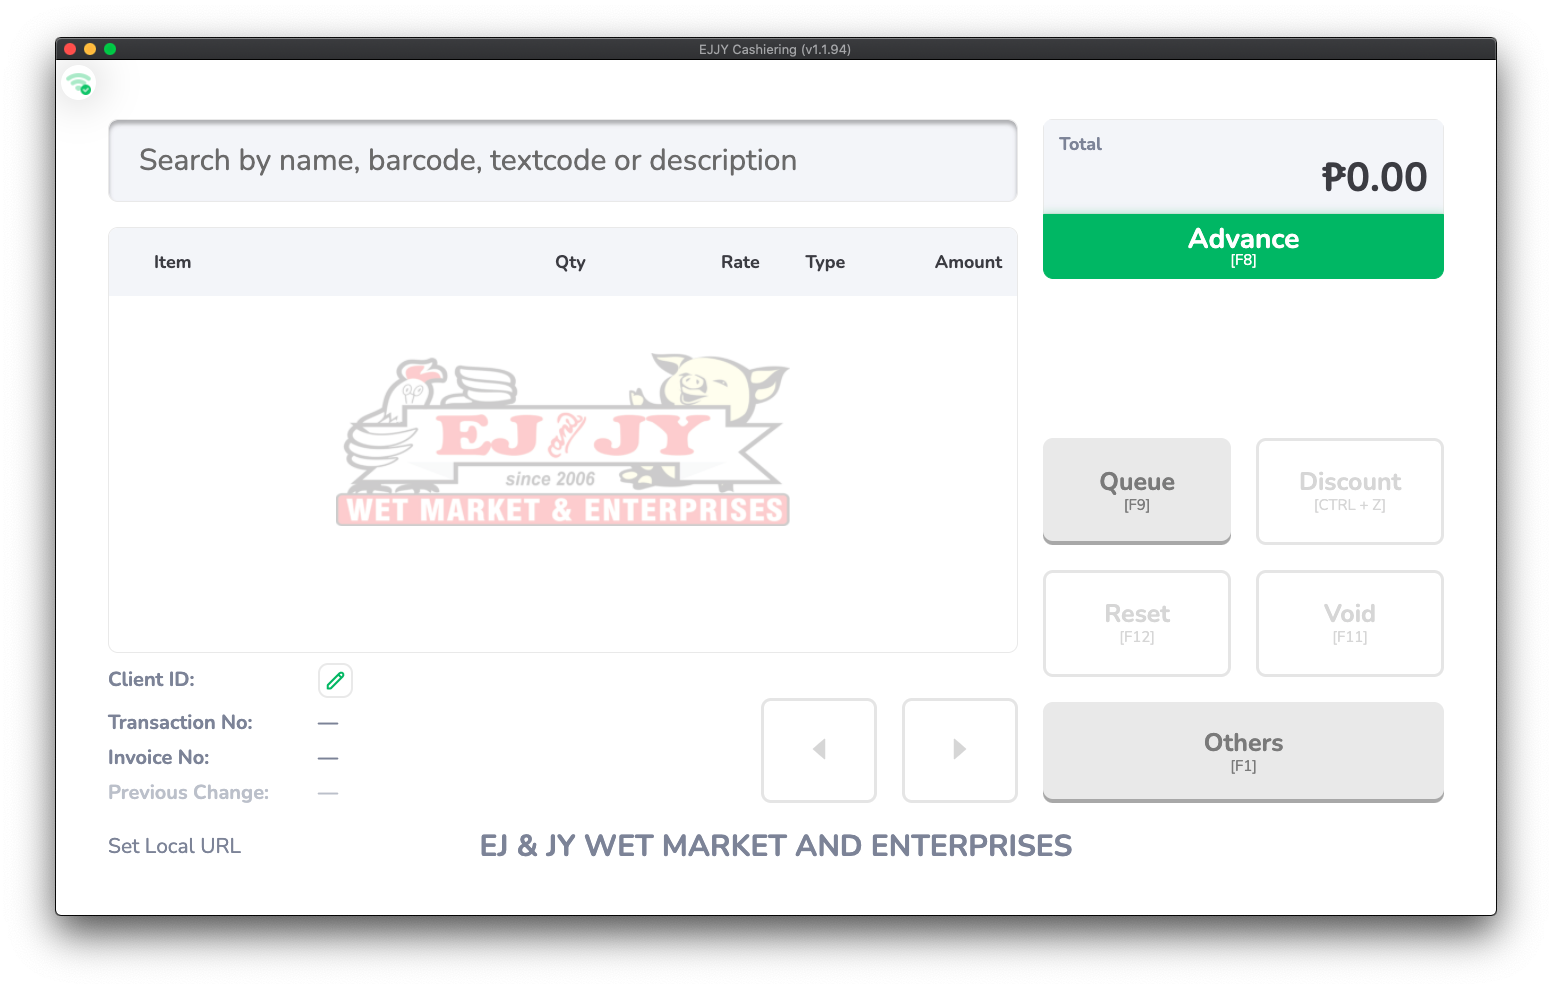 EJJY Cashiering (v1.1.94)
Search by name, barcode, textcode or description
Total
₱0.00
Advance
[F8]
Item Qty Rate Type Amount
EJ and JY
since 2006
WET MARKET & ENTERPRISES
Queue
[F9]
Discount
[CTRL + Z]
Reset
[F12]
Void
[F11]
Client ID:
Transaction No: —
Invoice No: —
Previous Change: —
Others
[F1]
Set Local URL
EJ & JY WET MARKET AND ENTERPRISES